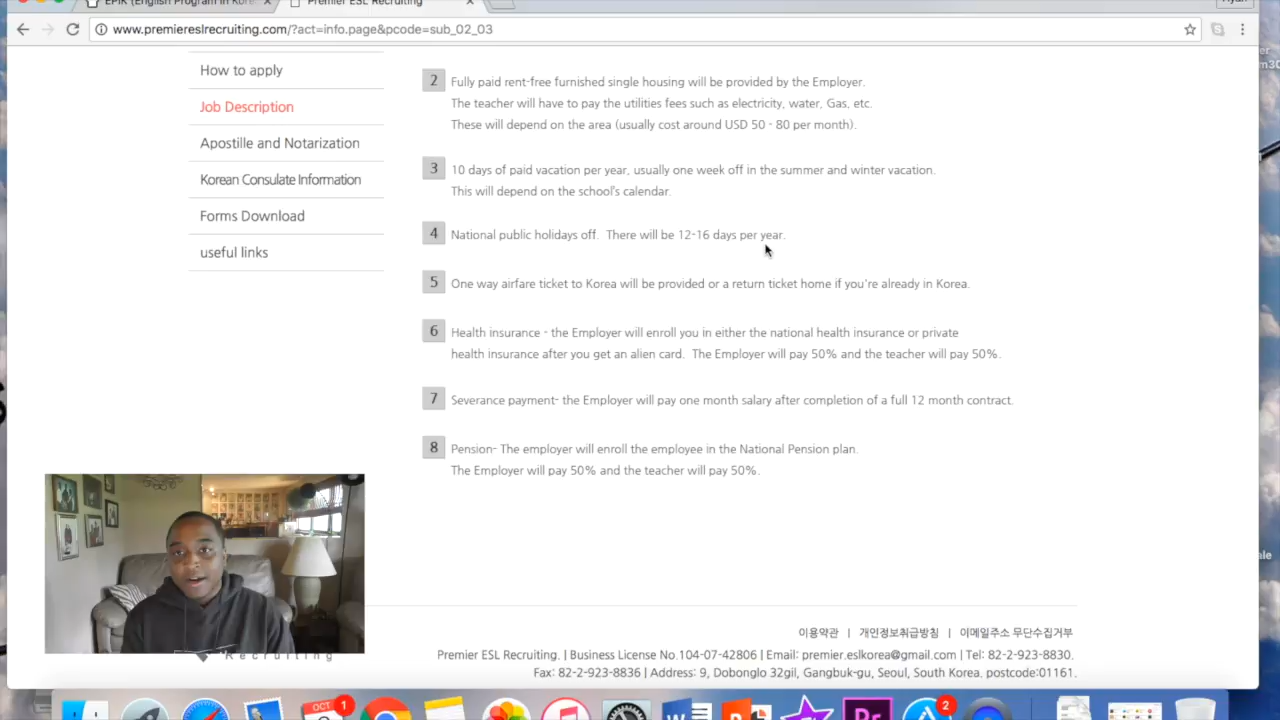 EPIK (English Program in Kore
Premier ESL Recruiting
www.premiereslrecruiting.com/?act=info.page&pcode=sub_02_03
How to apply
Job Description
Apostille and Notarization
Korean Consulate Information
Forms Download
useful links
2 Fully paid rent-free furnished single housing will be provided by the Employer.
The teacher will have to pay the utilities fees such as electricity, water, Gas, etc.
These will depend on the area (usually cost around USD 50 - 80 per month).
3 10 days of paid vacation per year, usually one week off in the summer and winter vacation.
This will depend on the school's calendar.
4 National public holidays off. There will be 12-16 days per year.
5 One way airfare ticket to Korea will be provided or a return ticket home if you're already in Korea.
6 Health insurance - the Employer will enroll you in either the national health insurance or private
health insurance after you get an alien card. The Employer will pay 50% and the teacher will pay 50%.
7 Severance payment- the Employer will pay one month salary after completion of a full 12 month contract.
8 Pension- The employer will enroll the employee in the National Pension plan.
The Employer will pay 50% and the teacher will pay 50%.
이용약관 | 개인정보취급방침 | 이메일주소 무단수집거부
Recruiting
Premier ESL Recruiting. | Business License No.104-07-42806 | Email: premier.eslkorea@gmail.com | Tel: 82-2-923-8830.
Fax: 82-2-923-8836 | Address: 9, Dobonglo 32gil, Gangbuk-gu, Seoul, South Korea. postcode:01161.
OCT
1
Pr
2